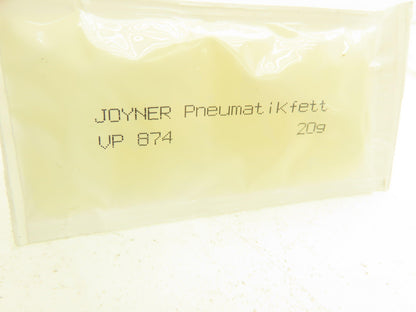 JOYNER Pneumatikfett
VP 874 20g